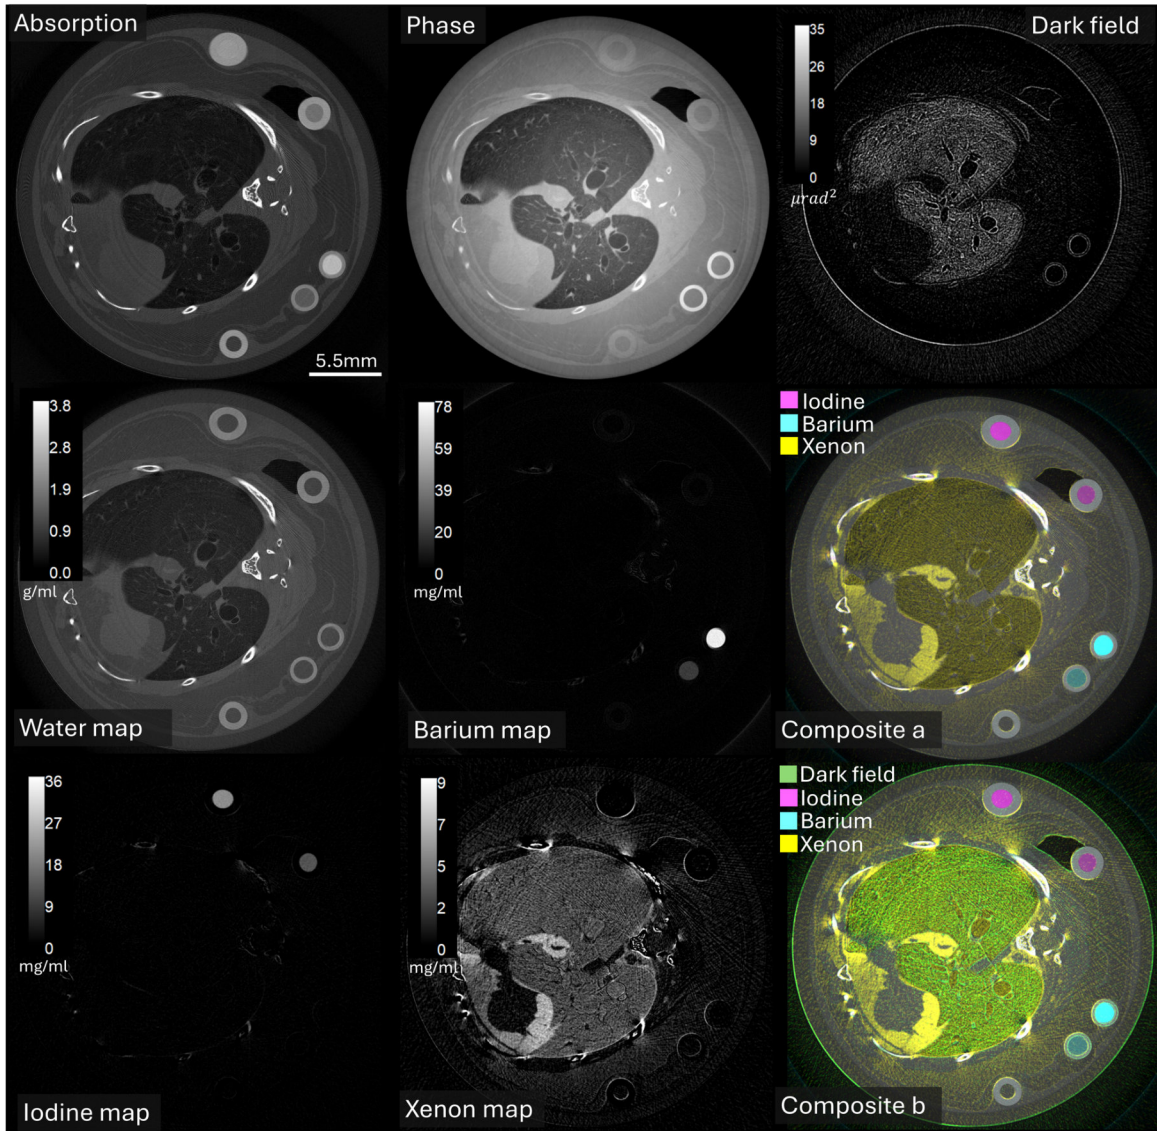 Absorption
5.5mm
Phase
Dark field
35
26
18
9
0
µrad²
3.8
2.8
1.9
0.9
0.0
g/ml
Water map
78
59
39
20
0
mg/ml
Barium map
Iodine
Barium
Xenon
Composite a
36
27
18
9
0
mg/ml
Iodine map
9
7
5
2
0
mg/ml
Xenon map
Dark field
Iodine
Barium
Xenon
Composite b